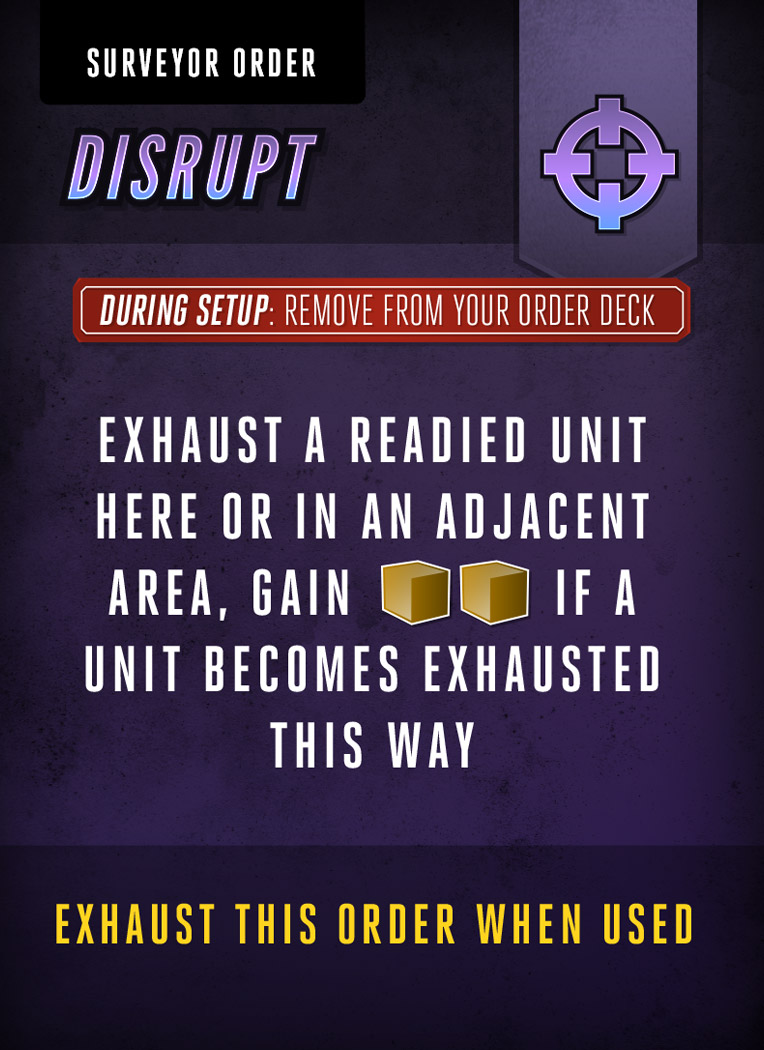 SURVEYOR ORDER
DISRUPT
DURING SETUP: REMOVE FROM YOUR ORDER DECK
EXHAUST A READIED UNIT
HERE OR IN AN ADJACENT
AREA, GAIN IF A
UNIT BECOMES EXHAUSTED
THIS WAY
EXHAUST THIS ORDER WHEN USED